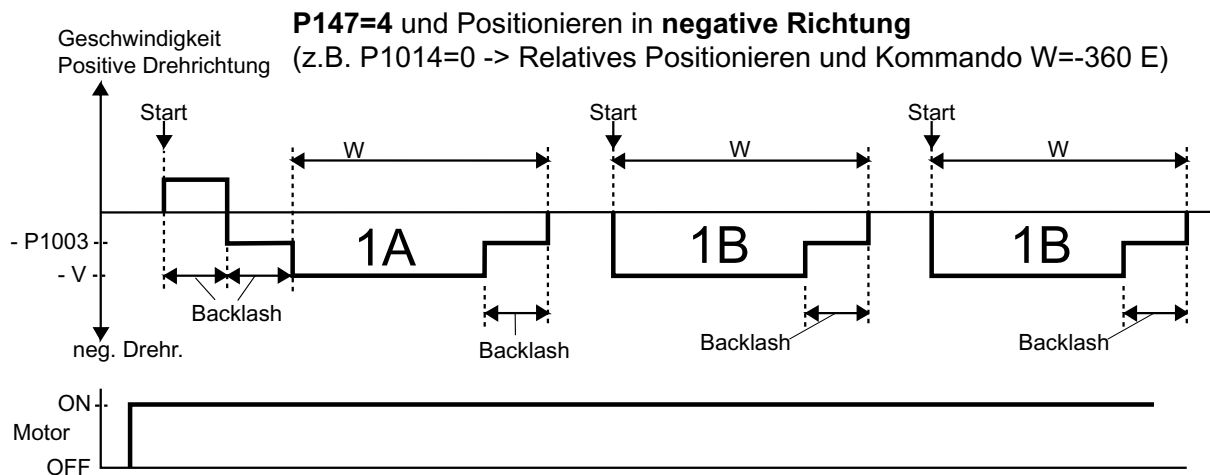 P147=4 und Positionieren in negative Richtung
(z.B. P1014=0 -> Relatives Positionieren und Kommando W=-360 E)
Geschwindigkeit
Positive Drehrichtung
Start
Start
Start
W
W
W
- P1003
- V
1A
1B
1B
Backlash
Backlash
Backlash
Backlash
neg. Drehr.
ON
Motor
OFF